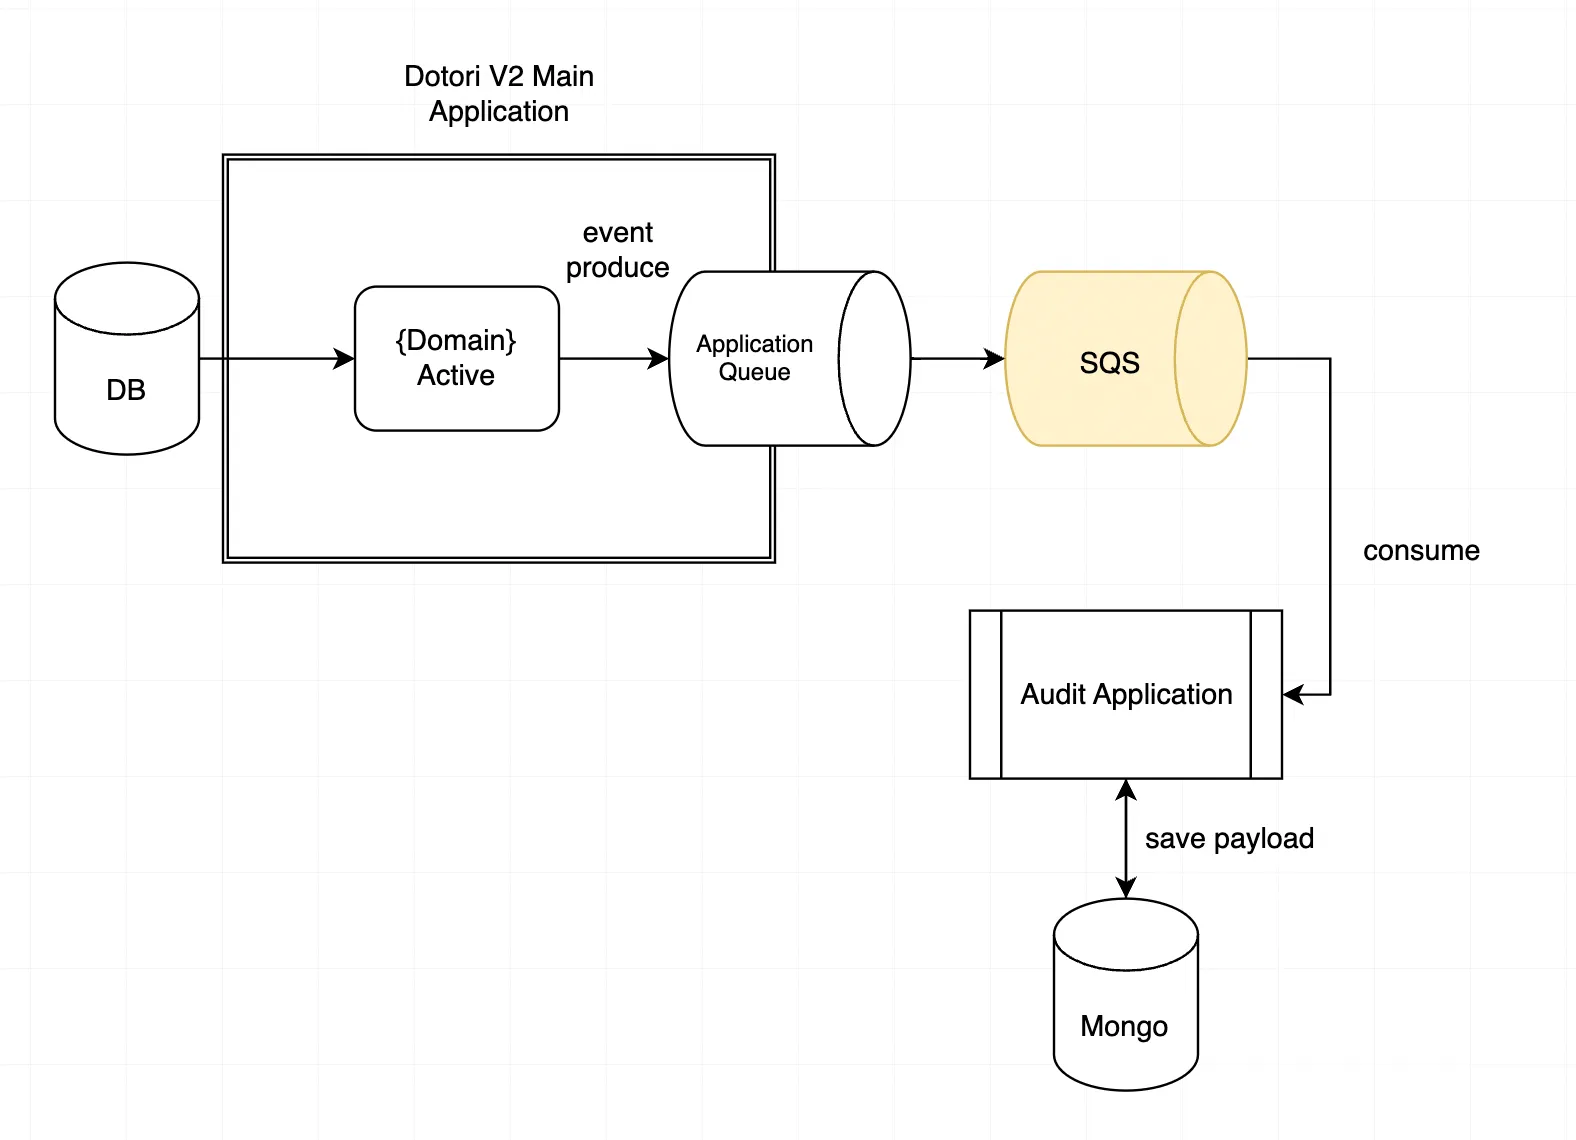 Dotori V2 Main
Application
event
produce
DB
{Domain}
Active
Application
Queue
SQS
consume
Audit Application
save payload
Mongo